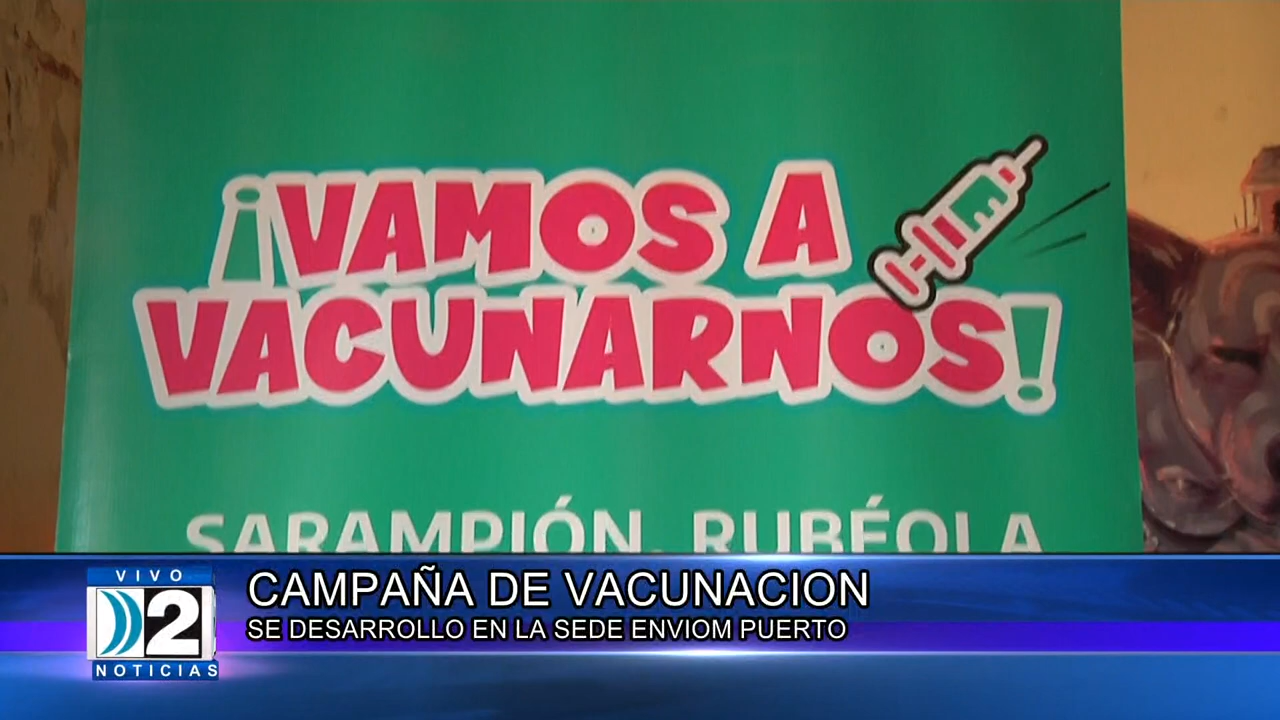 ¡VAMOS A
VACUNARNOS!
SARAMPIÓN, RUBÉOLA
VIVO
2
NOTICIAS
CAMPAÑA DE VACUNACION
SE DESARROLLO EN LA SEDE ENVIOM PUERTO